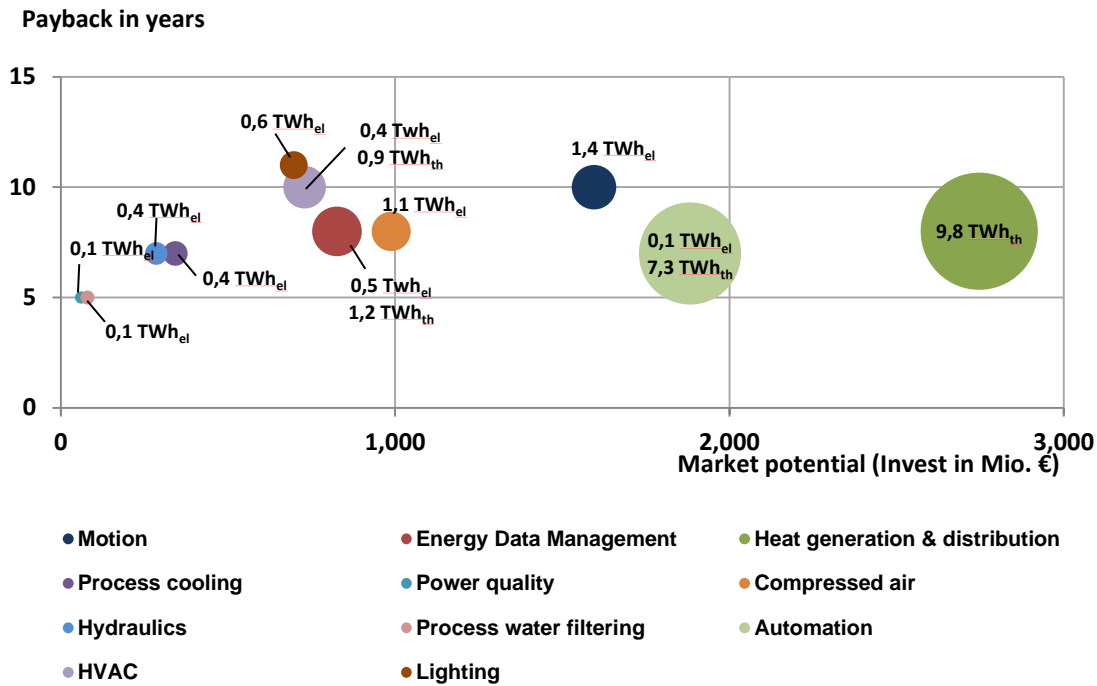 Payback in years
15
10
5
0
0,6 TWhel
0,4 Twhel
0,9 TWhth
1,4 TWhel
0,4 TWhel
1,1 TWhel
0,1 TWhel
0,4 TWhel
0,5 Twhel
1,2 TWhth
0,1 TWhel
7,3 TWhth
9,8 TWhth
0,1 TWhel
0
1,000
2,000
3,000
Market potential (Invest in Mio. €)
Motion
Energy Data Management
Heat generation & distribution
Process cooling
Power quality
Compressed air
Hydraulics
Process water filtering
Automation
HVAC
Lighting